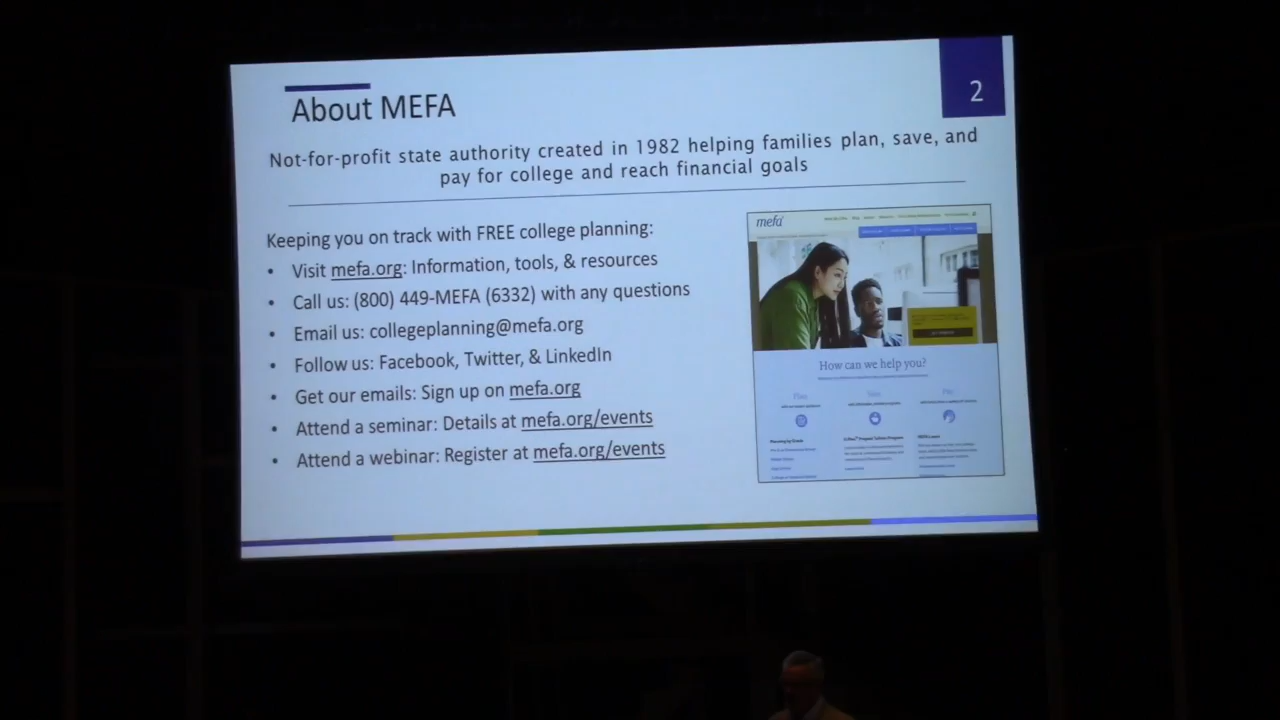 2
About MEFA
Not-for-profit state authority created in 1982 helping families plan, save, and
pay for college and reach financial goals
Keeping you on track with FREE college planning:
• Visit mefa.org: Information, tools, & resources
• Call us: (800) 449-MEFA (6332) with any questions
• Email us: collegeplanning@mefa.org
• Follow us: Facebook, Twitter, & LinkedIn
• Get our emails: Sign up on mefa.org
• Attend a seminar: Details at mefa.org/events
• Attend a webinar: Register at mefa.org/events
mefa
How can we help you?
Plan
Save
Pay